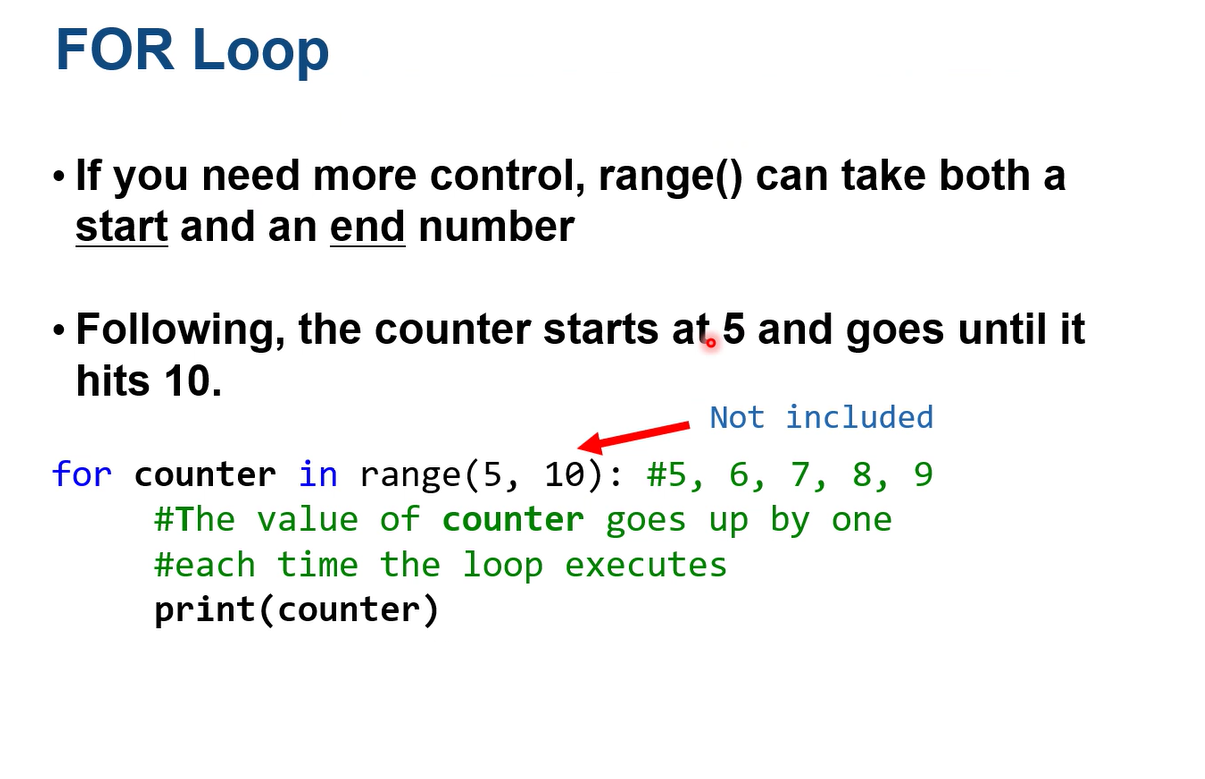 FOR Loop
• If you need more control, range() can take both a
start and an end number
• Following, the counter starts at 5 and goes until it
hits 10.
Not included
for counter in range(5, 10): #5, 6, 7, 8, 9
#The value of counter goes up by one
#each time the loop executes
print(counter)